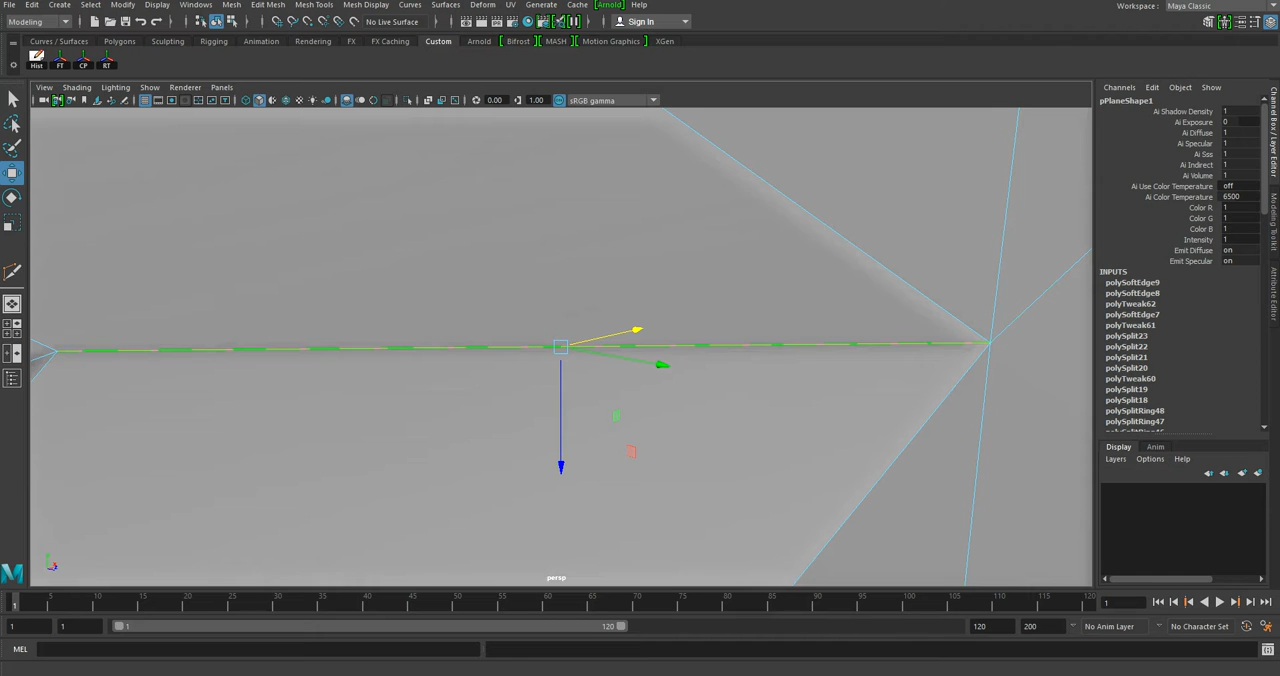 File Edit Create Select Modify Display Windows Mesh Edit Mesh Mesh Tools Mesh Display Curves Surfaces Deform UV Generate Cache [Arnold] Help Workspace : Maya Classic
Modeling No Live Surface Sign In
Curves / Surfaces Polygons Sculpting Rigging Animation Rendering FX FX Caching Custom Arnold Bifrost MASH Motion Graphics XGen
Hist FT CP RT
View Shading Lighting Show Renderer Panels
0.00 1.00 sRGB gamma
Channels Edit Object Show
pPlaneShape1
Ai Shadow Density 1
Ai Exposure 0
Ai Diffuse 1
Ai Specular 1
Ai Sss 1
Ai Indirect 1
Ai Volume 1
Ai Use Color Temperature off
Ai Color Temperature 6500
Color R 1
Color G 1
Color B 1
Intensity 1
Emit Diffuse on
Emit Specular on
INPUTS
polySoftEdge9
polySoftEdge8
polyTweak62
polySoftEdge7
polyTweak61
polySplit23
polySplit22
polySplit21
polySplit20
polyTweak60
polySplit19
polySplit18
polySplitRing48
polySplitRing47
Channel Box / Layer Editor
Modeling Toolkit
Attribute Editor
Display Anim
Layers Options Help
persp
1 5 10 15 20 25 30 35 40 45 50 55 60 65 70 75 80 85 90 95 100 105 110 115 120 1
1 1 1 120 120 200 No Anim Layer No Character Set
MEL